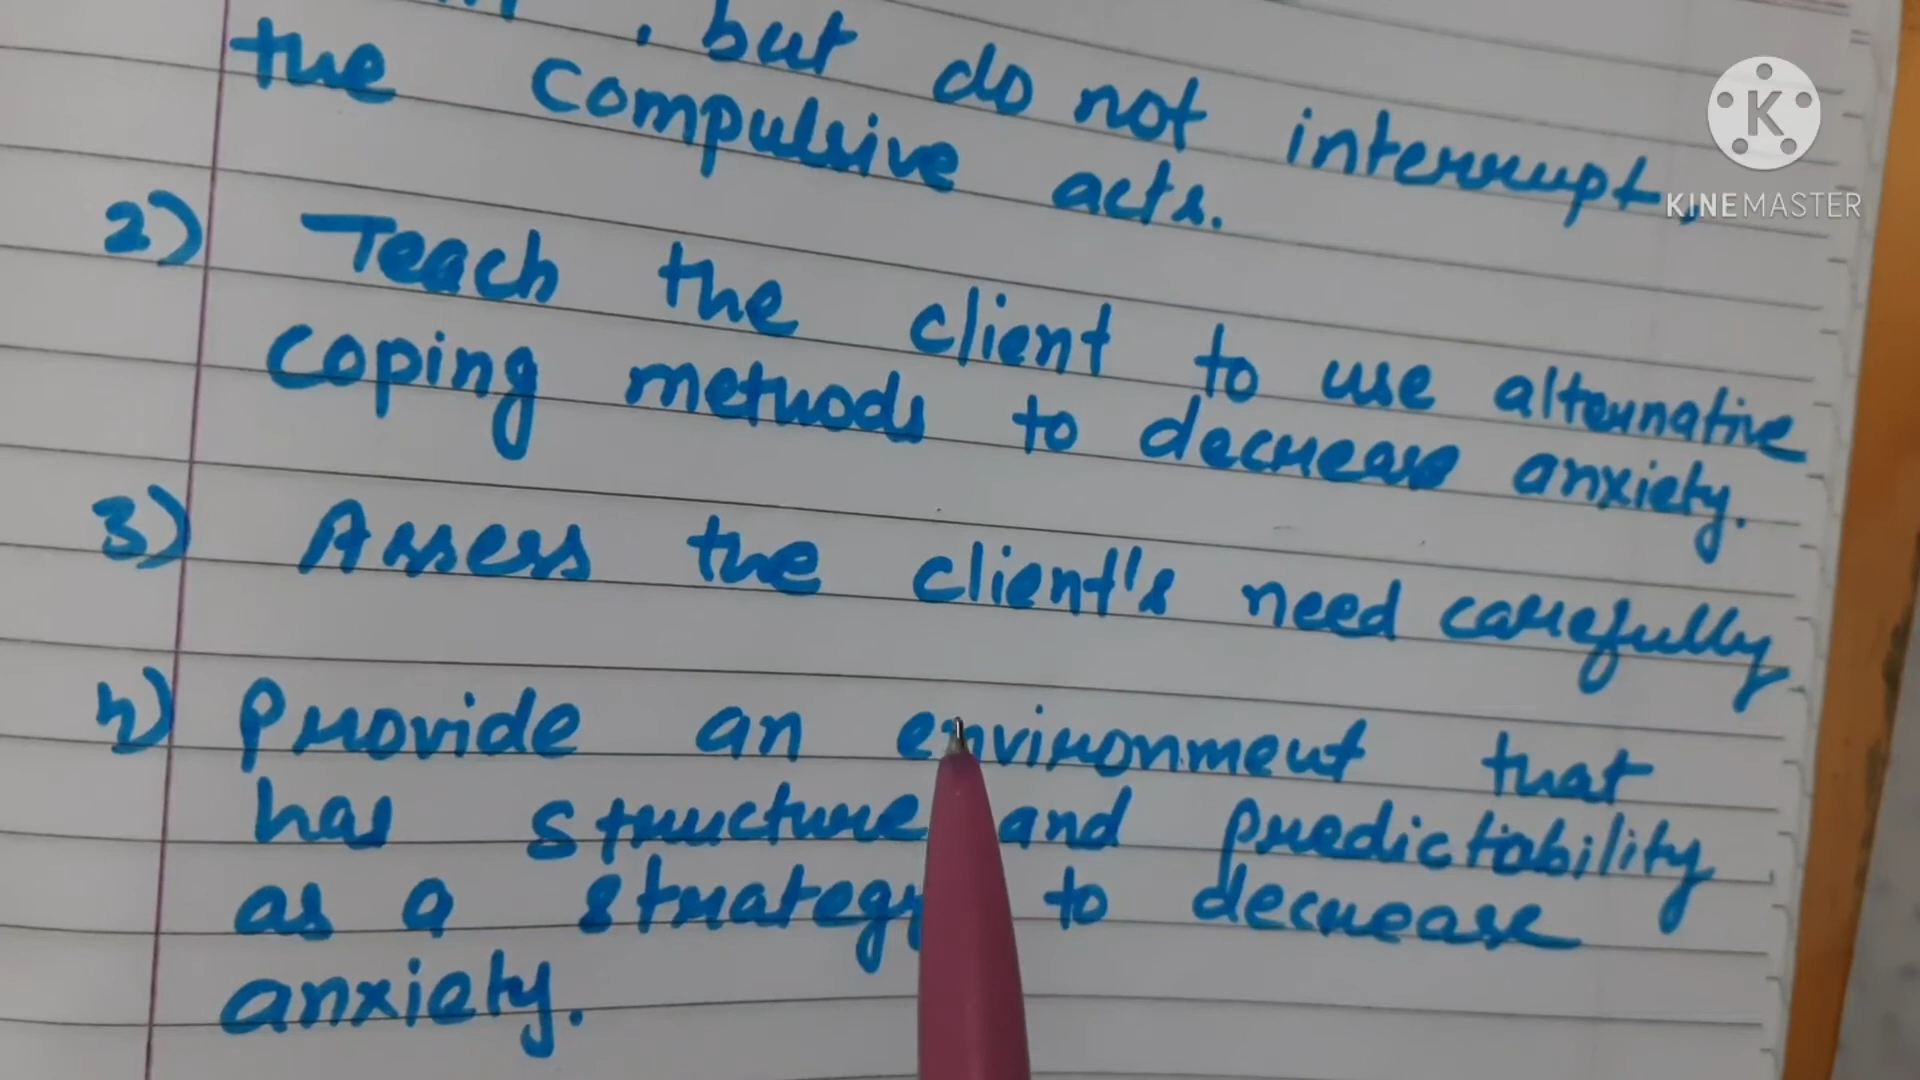 , but do not interrupt,
the compulsive acts.
2) Teach the client to use alternative
coping methods to decrease anxiety.
3) Assess the client's need carefully
4) Provide an environment that
has structure and predictability
as a strategy to decrease
anxiety.
K
KINEMASTER